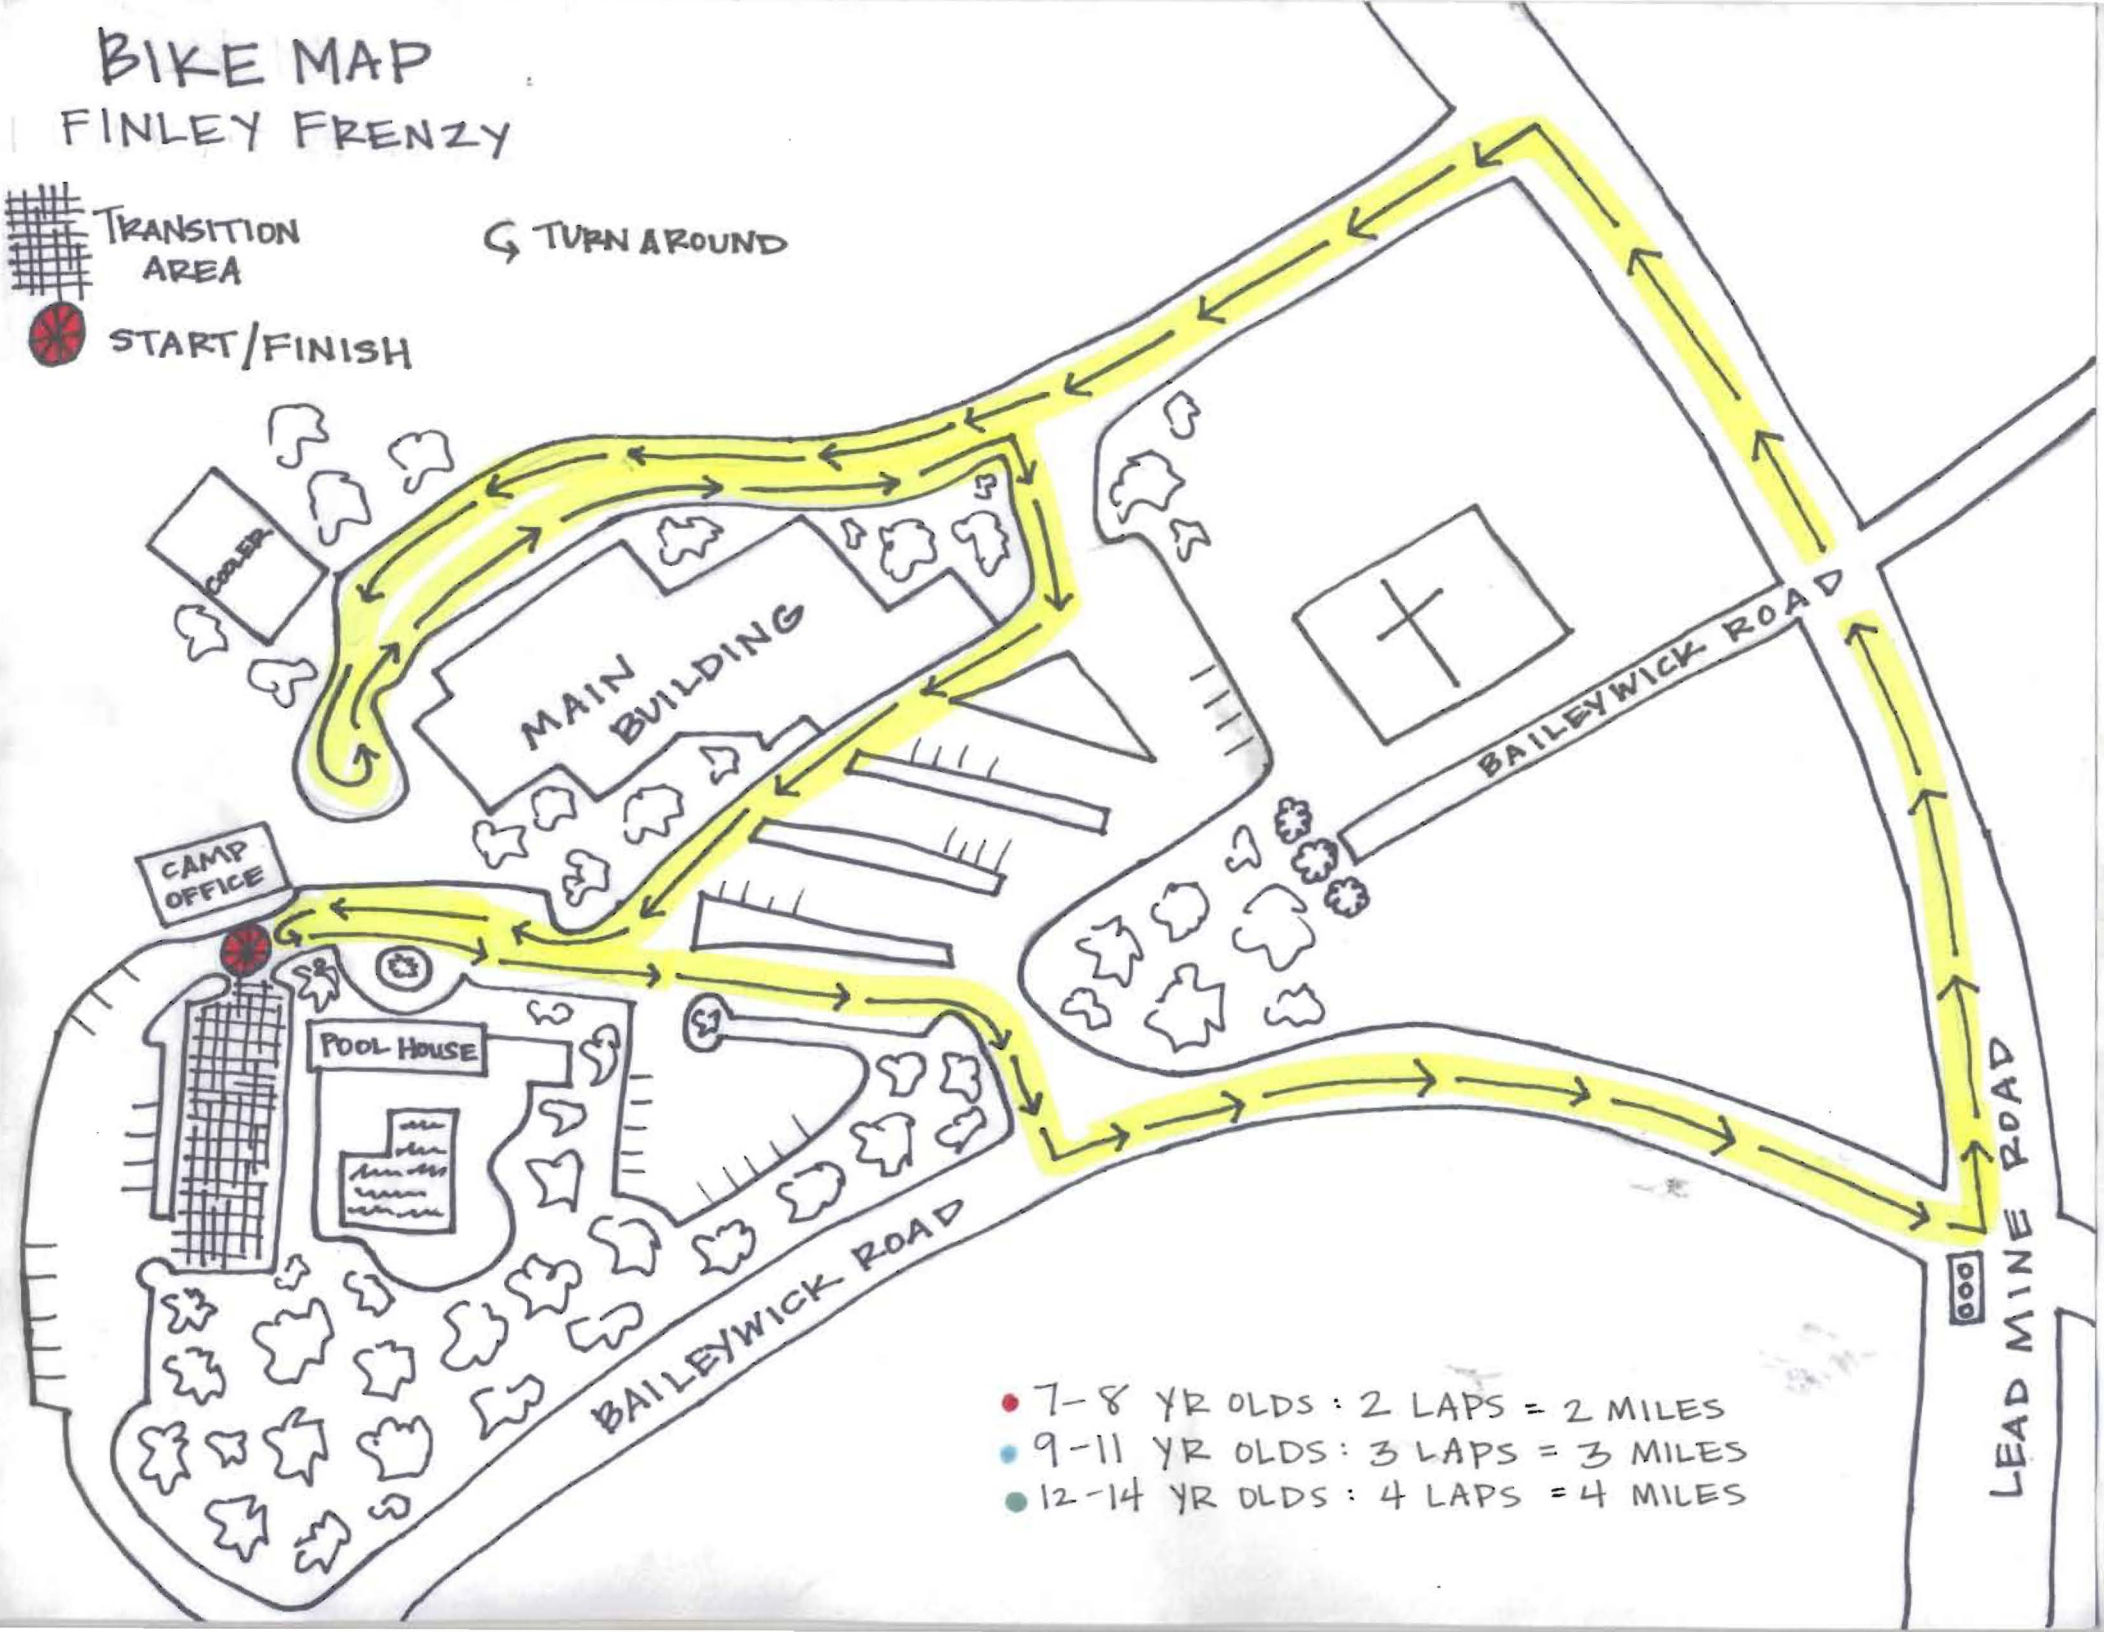 BIKE MAP
FINLEY FRENZY
TRANSITION
AREA
TURN AROUND
START/FINISH
COOLER
MAIN
BUILDING
BAILEYWICK ROAD
CAMP
OFFICE
POOL HOUSE
BAILEYWICK ROAD
LEAD MINE ROAD
7-8 YR OLDS: 2 LAPS = 2 MILES
9-11 YR OLDS: 3 LAPS = 3 MILES
12-14 YR OLDS: 4 LAPS = 4 MILES